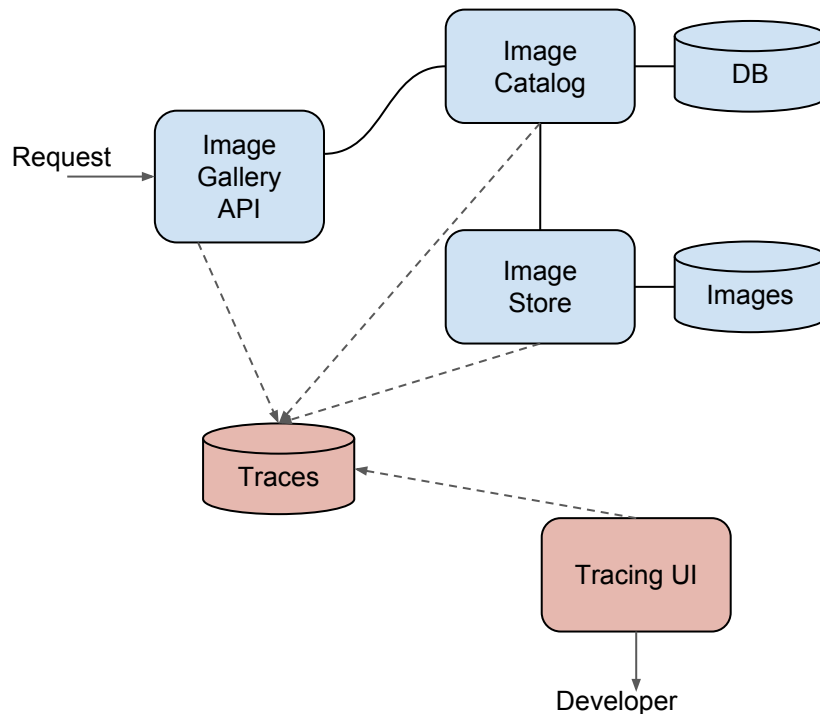 Request
Image
Gallery
API
Image
Catalog
DB
Image
Store
Images
Traces
Tracing UI
Developer